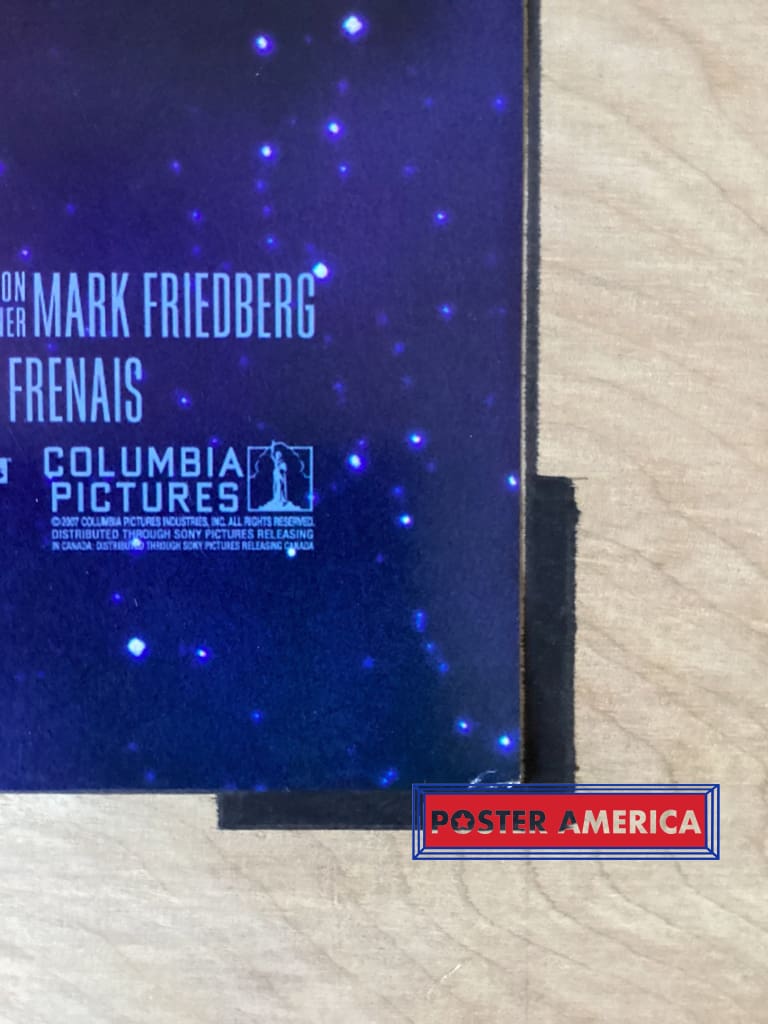 ON
MARK FRIEDBERG
FRENAIS
COLUMBIA
PICTURES
©2007 COLUMBIA PICTURES INDUSTRIES, INC. ALL RIGHTS RESERVED.
DISTRIBUTED THROUGH SONY PICTURES RELEASING
IN CANADA: DISTRIBUTED THROUGH SONY PICTURES RELEASING CANADA
POSTER AMERICA